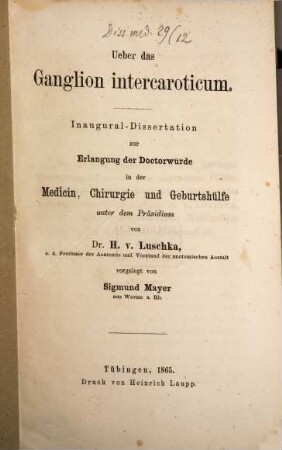 Diss med. 29/12
Ueber das
Ganglion intercaroticum.
Inaugural-Dissertation
zur
Erlangung der Doctorwürde
in der
Medicin, Chirurgie und Geburtshülfe
unter dem Präsidium
von
Dr. H. v. Luschka,
o. ö. Professor der Anatomie und Vorstand der anatomischen Anstalt
vorgelegt von
Sigmund Mayer
aus Worms a. Rh.
Tübingen, 1865.
Druck von Heinrich Laupp.